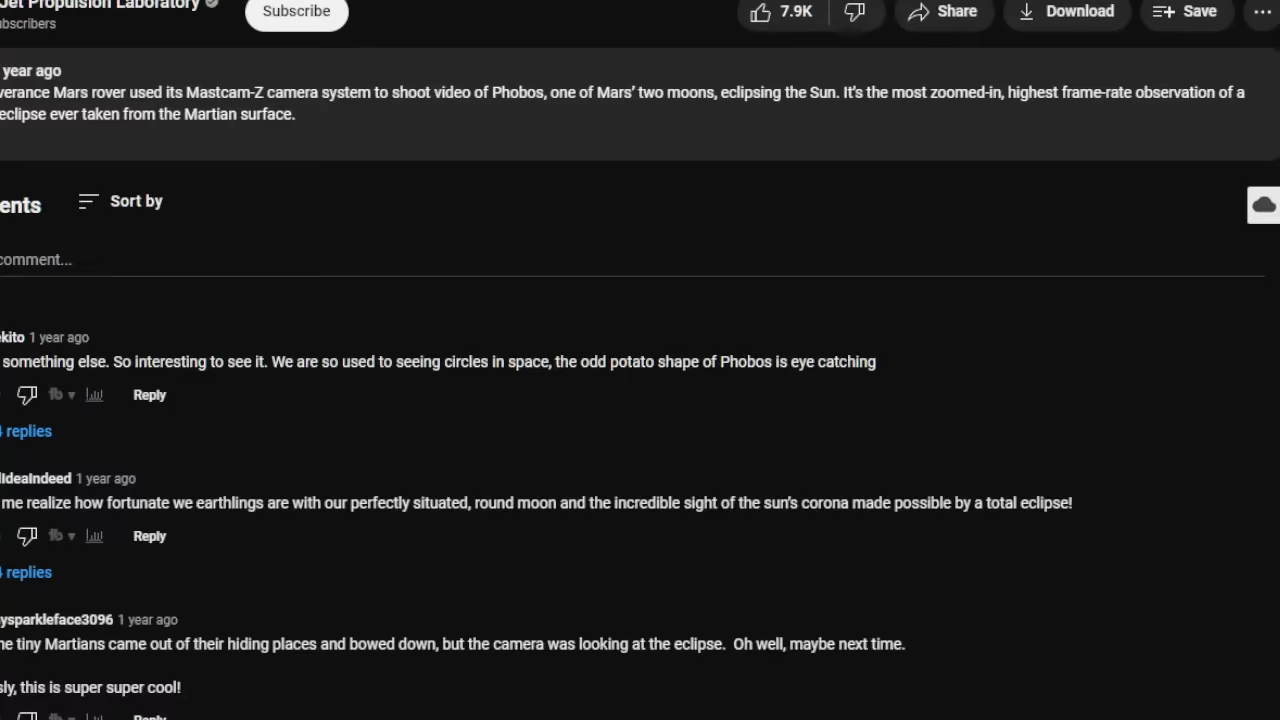 Jet Propulsion Laboratory
Subscribe
7.9K
Share
Download
Save
year ago
Mars rover used its Mastcam-Z camera system to shoot video of Phobos, one of Mars’ two moons, eclipsing the Sun. It’s the most zoomed-in, highest frame-rate observation of a
eclipse ever taken from the Martian surface.
Sort by
comment...
1 year ago
something else. So interesting to see it. We are so used to seeing circles in space, the odd potato shape of Phobos is eye catching
Reply
replies
1 year ago
me realize how fortunate we earthlings are with our perfectly situated, round moon and the incredible sight of the sun’s corona made possible by a total eclipse!
Reply
replies
ysparkleface3096 1 year ago
tiny Martians came out of their hiding places and bowed down, but the camera was looking at the eclipse. Oh well, maybe next time.
this is super super cool!